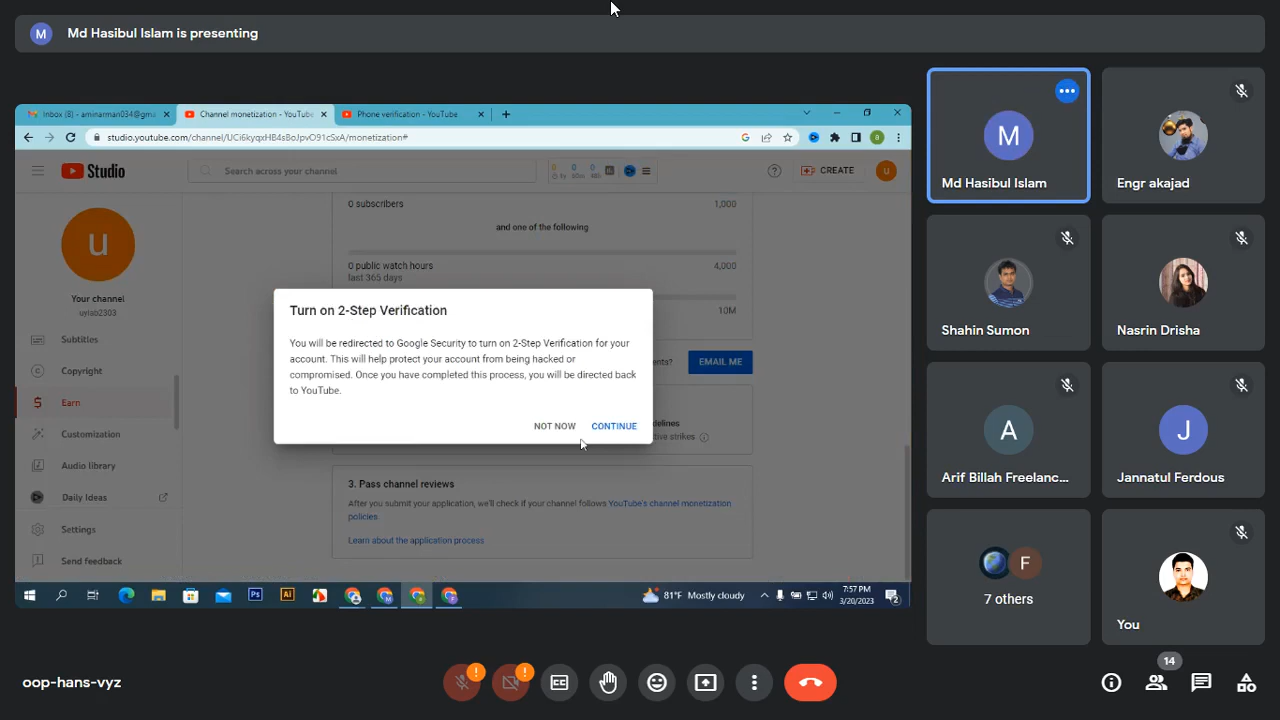 M
Md Hasibul Islam is presenting
Inbox (8) - aminarman034@gma
Channel monetization - YouTube
Phone verification - YouTube
studio.youtube.com/channel/UCi6kyqxHB4sBoJpvO91cSxA/monetization#
Studio
Search across your channel
CREATE
u
u
Your channel
uylab2303
Subtitles
Copyright
Earn
Customization
Audio library
Daily Ideas
Settings
Send feedback
0 subscribers
1,000
and one of the following
0 public watch hours
4,000
last 365 days
10M
EMAIL ME
Turn on 2-Step Verification
You will be redirected to Google Security to turn on 2-Step Verification for your
account. This will help protect your account from being hacked or
compromised. Once you have completed this process, you will be directed back
to YouTube.
NOT NOW
CONTINUE
3. Pass channel reviews
After you submit your application, we'll check if your channel follows YouTube's channel monetization
policies.
Learn about the application process
Ps
Ai
81°F Mostly cloudy
7:57 PM
3/20/2023
2
M
Md Hasibul Islam
Engr akajad
Shahin Sumon
Nasrin Drisha
A
Arif Billah Freelanc...
J
Jannatul Ferdous
F
7 others
You
oop-hans-vyz
14